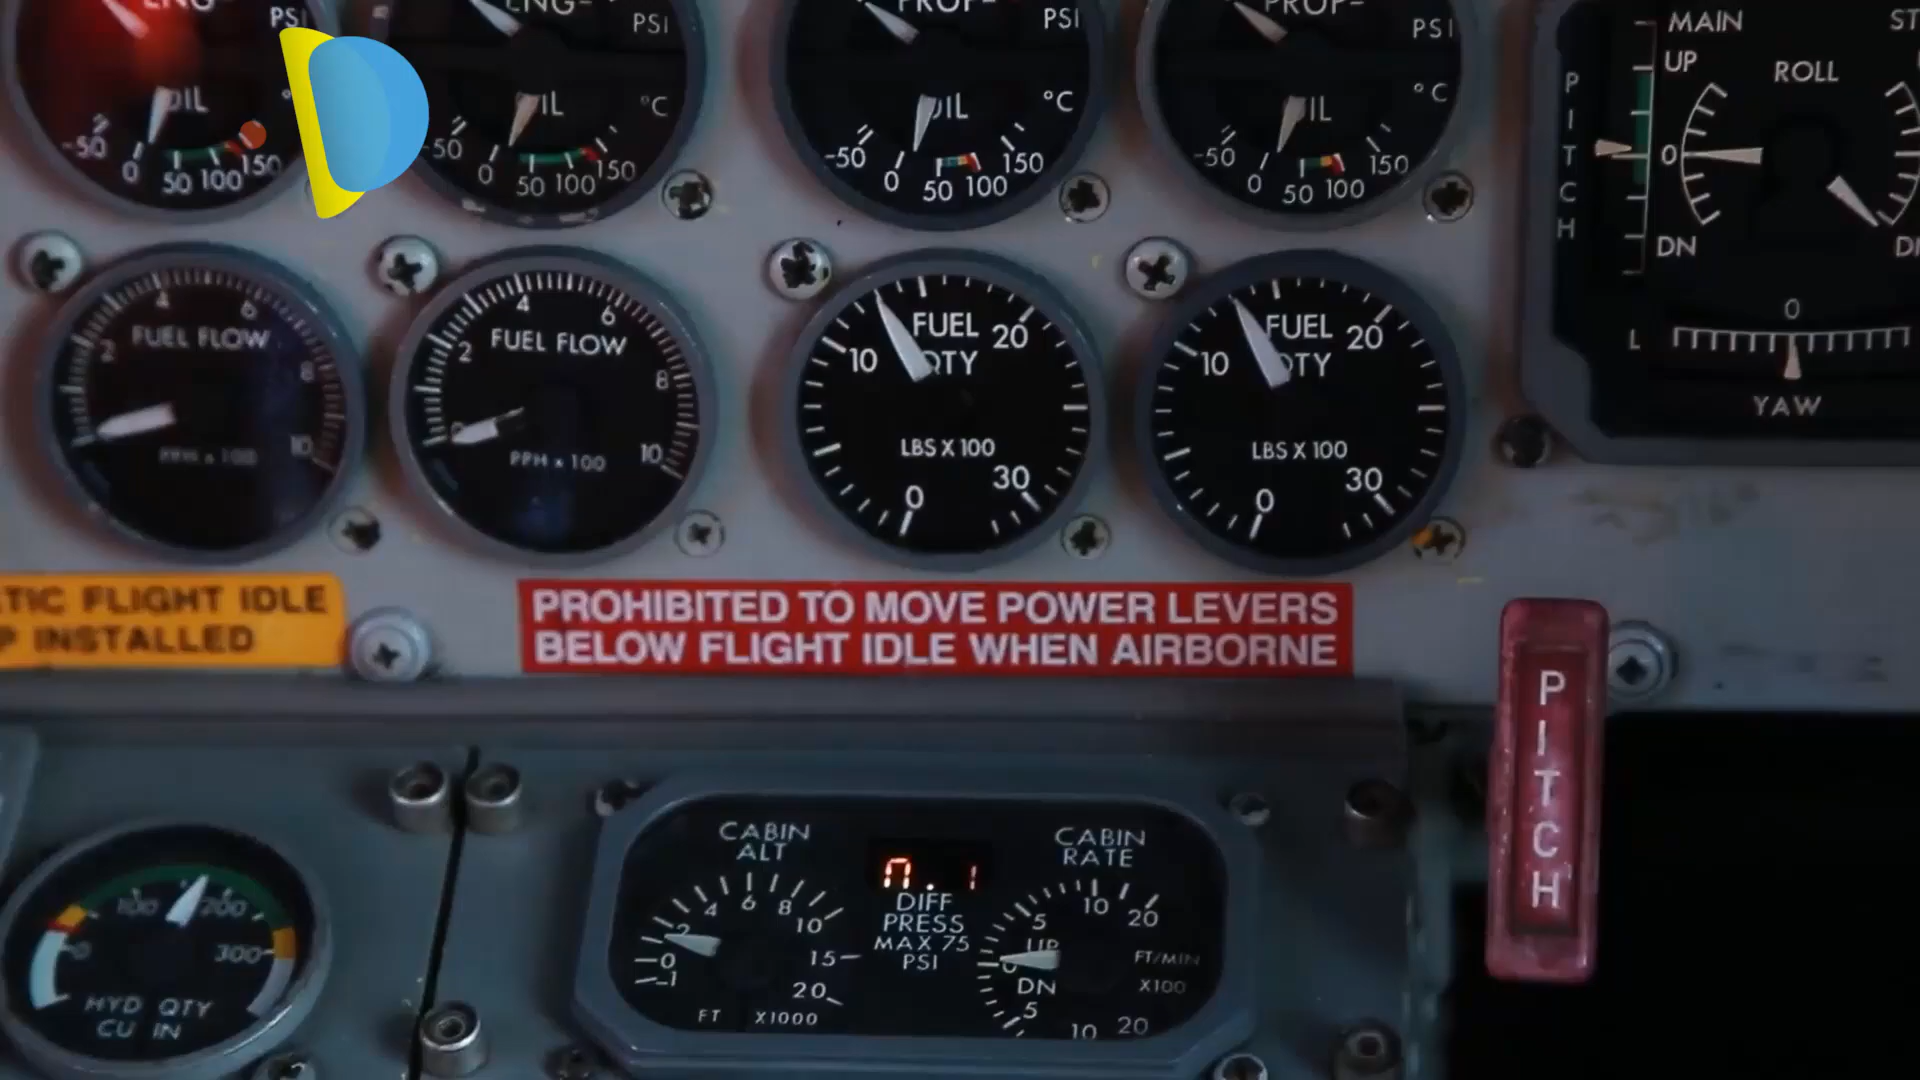 ENG- PSI
ENG- PSI
PROP- PSI
PROP- PSI
MAIN
UP
ROLL
PITCH
0
DN
OIL
-50 0 50 100 150
IL °C
-50 0 50 100 150
OIL °C
-50 0 50 100 150
IL °C
-50 0 50 100 150
2 4 6 8 10
FUEL FLOW
PPH x 100
0 2 4 6 8 10
FUEL FLOW
PPH x 100
FUEL
QTY
0 10 20 30
LBS X 100
FUEL
QTY
0 10 20 30
LBS X 100
0
L
YAW
TIC FLIGHT IDLE
P INSTALLED
PROHIBITED TO MOVE POWER LEVERS
BELOW FLIGHT IDLE WHEN AIRBORNE
PITCH
0 100 200 300
HYD QTY
CU IN
CABIN
ALT
-1 0 2 4 6 8 10 15 20
FT X1000
DIFF
PRESS
MAX 75
PSI
CABIN
RATE
UP
5 10 20
0
FT/MIN
X100
DN
5 10 20